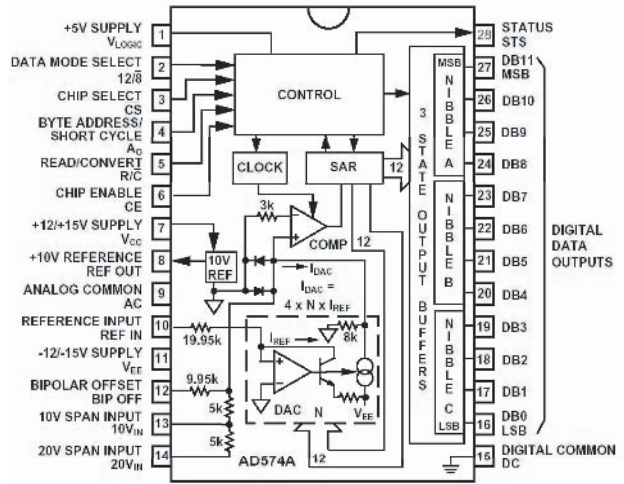 +5V SUPPLY
VLOGIC
1
DATA MODE SELECT
12/8
2
CHIP SELECT
CS
3
BYTE ADDRESS/
SHORT CYCLE
A0
4
READ/CONVERT
R/C
5
CHIP ENABLE
CE
6
+12/+15V SUPPLY
VCC
7
+10V REFERENCE
REF OUT
8
ANALOG COMMON
AC
9
REFERENCE INPUT
REF IN
10
-12/-15V SUPPLY
VEE
11
BIPOLAR OFFSET
BIP OFF
12
10V SPAN INPUT
10VIN
13
20V SPAN INPUT
20VIN
14
CONTROL
CLOCK
SAR
12
3k
COMP
12
10V
REF
IDAC
IDAC =
4 x N x IREF
19.95k
IREF
8k
9.95k
5k
5k
DAC
N
VEE
12
AD574A
3 STATE OUTPUT BUFFERS
MSB
NIBBLE A
NIBBLE B
NIBBLE C
LSB
28
STATUS
STS
27
DB11
MSB
26
DB10
25
DB9
24
DB8
23
DB7
22
DB6
21
DB5
20
DB4
19
DB3
18
DB2
17
DB1
16
DB0
LSB
15
DIGITAL COMMON
DC
DIGITAL
DATA
OUTPUTS